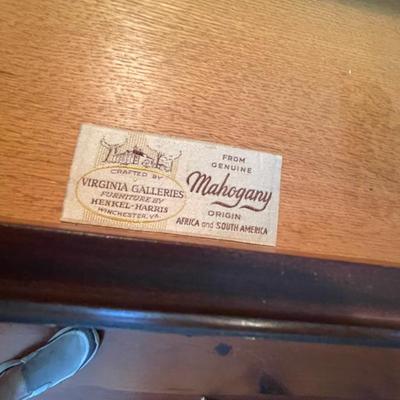 CRAFTED BY
VIRGINIA GALLERIES
FURNITURE BY
HENKEL-HARRIS
WINCHESTER, VA.
FROM
GENUINE
Mahogany
ORIGIN
AFRICA and SOUTH AMERICA